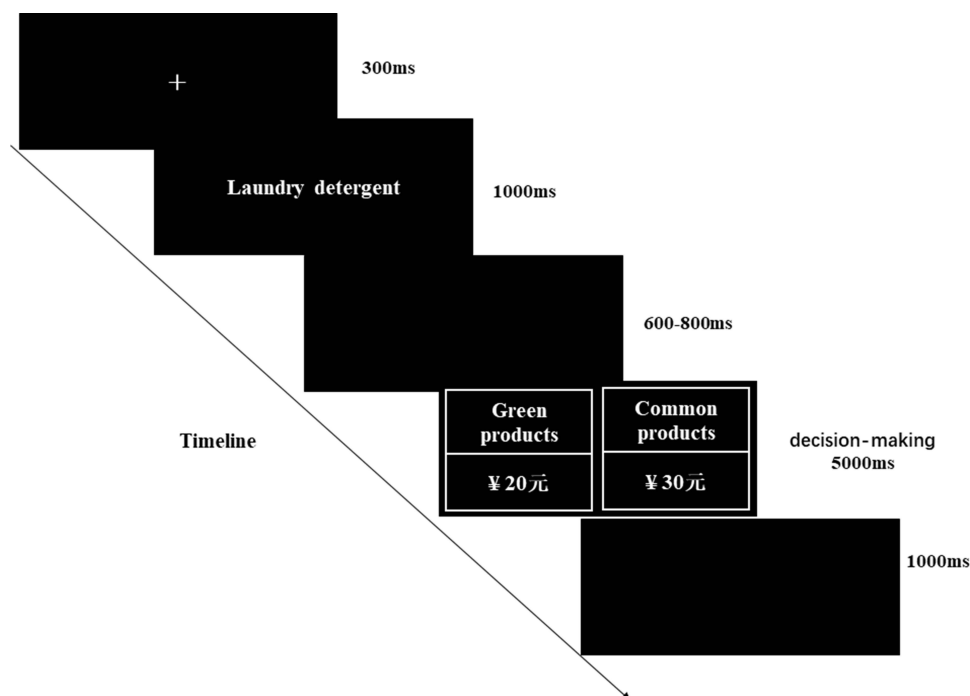 +
300ms
Laundry detergent
1000ms
600-800ms
Green
products
¥20元
Common
products
¥30元
decision-making
5000ms
Timeline
1000ms